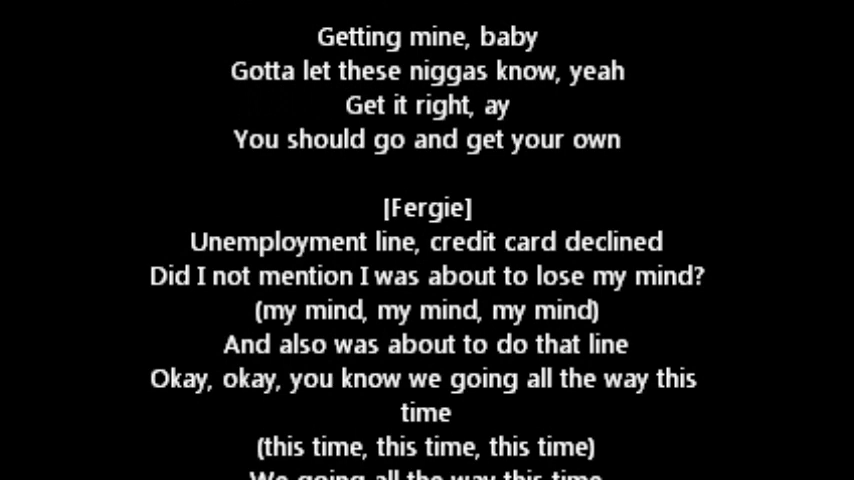 Getting mine, baby
Gotta let these niggas know, yeah
Get it right, ay
You should go and get your own
[Fergie]
Unemployment line, credit card declined
Did I not mention I was about to lose my mind?
(my mind, my mind, my mind)
And also was about to do that line
Okay, okay, you know we going all the way this
time
(this time, this time, this time)
We going all the way this time